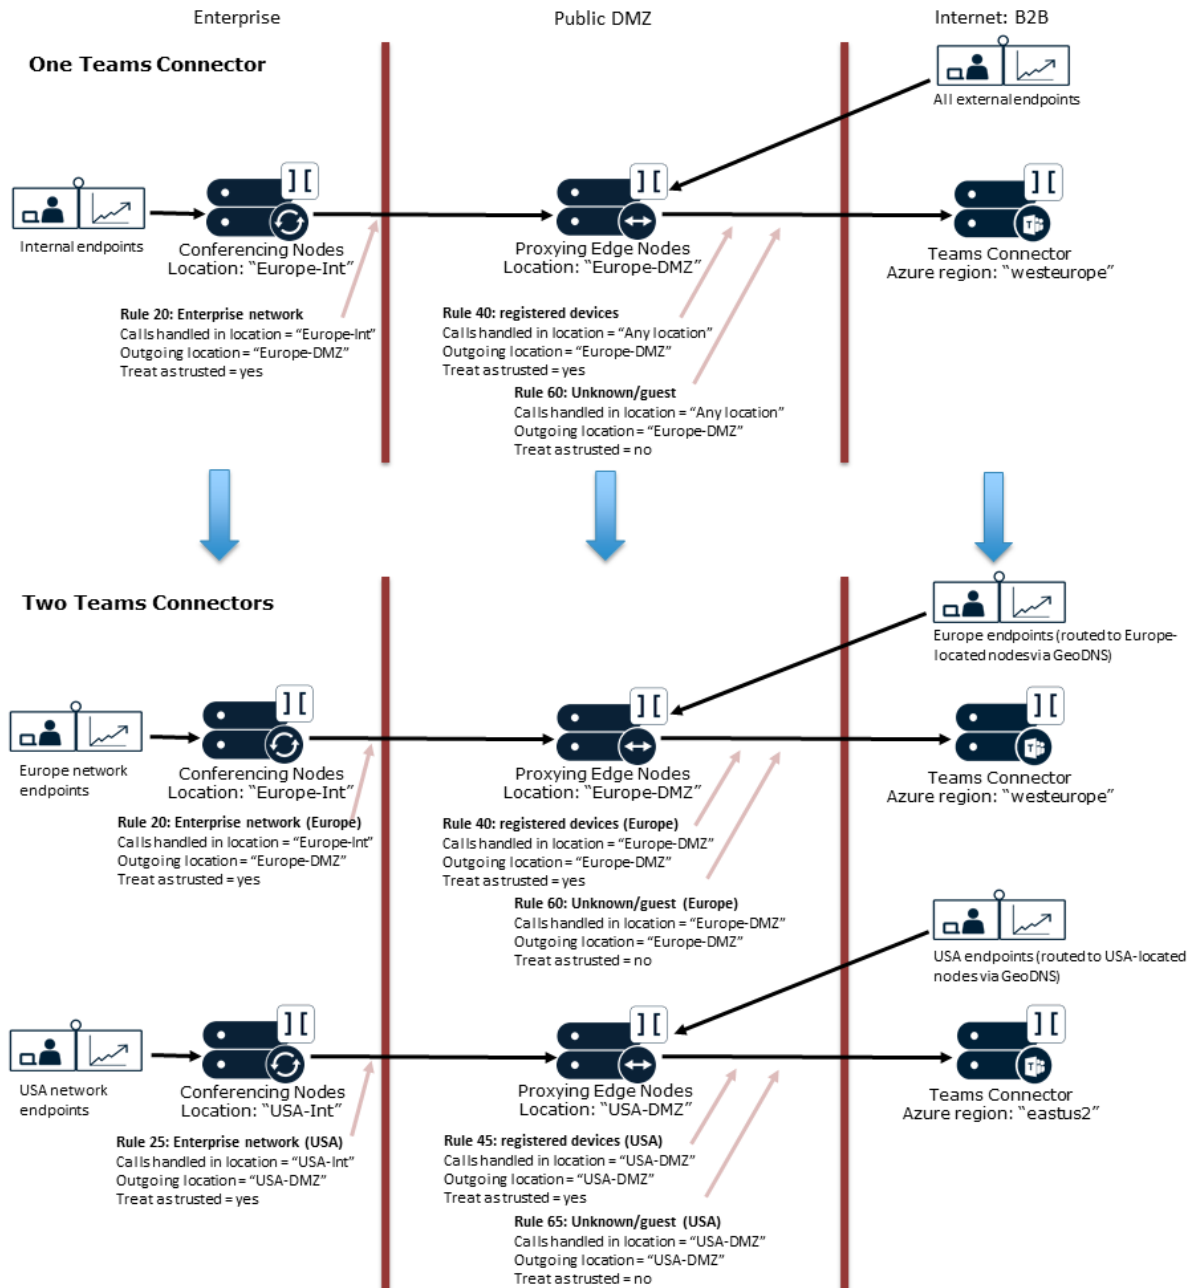 Enterprise
Public DMZ
Internet: B2B
One Teams Connector
All external endpoints
][
][
][
Internal endpoints
Conferencing Nodes
Location: “Europe-Int”
Proxying Edge Nodes
Location: “Europe-DMZ”
T
Teams Connector
Azure region: “westeurope”
Rule 20: Enterprise network
Calls handled in location = “Europe-Int”
Outgoing location = “Europe-DMZ”
Treat as trusted = yes
Rule 40: registered devices
Calls handled in location = “Any location”
Outgoing location = “Europe-DMZ”
Treat as trusted = yes
Rule 60: Unknown/guest
Calls handled in location = “Any location”
Outgoing location = “Europe-DMZ”
Treat as trusted = no
Two Teams Connectors
Europe endpoints (routed to Europe-
located nodes via GeoDNS)
][
][
][
Europe network
endpoints
Conferencing Nodes
Location: “Europe-Int”
Proxying Edge Nodes
Location: “Europe-DMZ”
T
Teams Connector
Azure region: “westeurope”
Rule 20: Enterprise network (Europe)
Calls handled in location = “Europe-Int”
Outgoing location = “Europe-DMZ”
Treat as trusted = yes
Rule 40: registered devices (Europe)
Calls handled in location = “Europe-DMZ”
Outgoing location = “Europe-DMZ”
Treat as trusted = yes
Rule 60: Unknown/guest (Europe)
Calls handled in location = “Europe-DMZ”
Outgoing location = “Europe-DMZ”
Treat as trusted = no
USA endpoints (routed to USA-located
nodes via GeoDNS)
][
][
][
USA network
endpoints
Conferencing Nodes
Location: “USA-Int”
Proxying Edge Nodes
Location: “USA-DMZ”
T
Teams Connector
Azure region: “eastus2”
Rule 25: Enterprise network (USA)
Calls handled in location = “USA-Int”
Outgoing location = “USA-DMZ”
Treat as trusted = yes
Rule 45: registered devices (USA)
Calls handled in location = “USA-DMZ”
Outgoing location = “USA-DMZ”
Treat as trusted = yes
Rule 65: Unknown/guest (USA)
Calls handled in location = “USA-DMZ”
Outgoing location = “USA-DMZ”
Treat as trusted = no